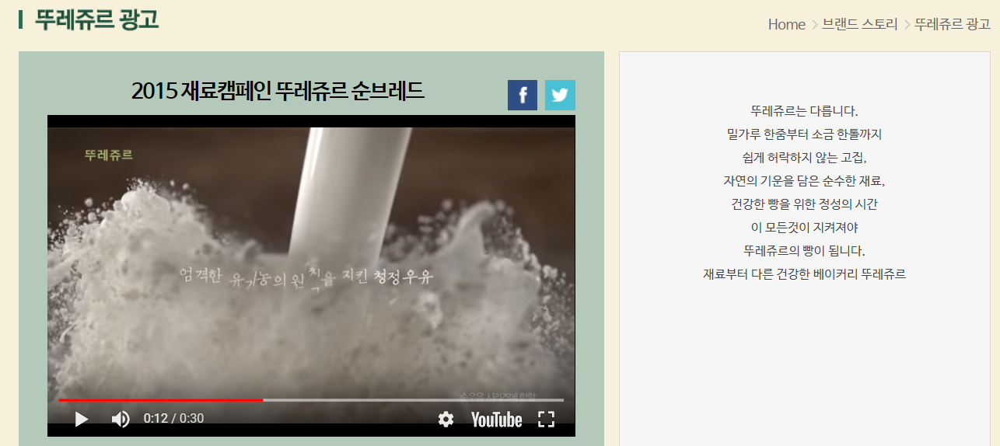 뚜레쥬르 광고
Home > 브랜드 스토리 > 뚜레쥬르 광고
2015 재료캠페인 뚜레쥬르 순브레드
뚜레쥬르
엄격한 유기농의 원칙을 지킨 청정우유
0:12 / 0:30
YouTube
뚜레쥬르는 다릅니다.
밀가루 한줌부터 소금 한톨까지
쉽게 허락하지 않는 고집,
자연의 기운을 담은 순수한 재료,
건강한 빵을 위한 정성의 시간
이 모든것이 지켜져야
뚜레쥬르의 빵이 됩니다.
재료부터 다른 건강한 베이커리 뚜레쥬르